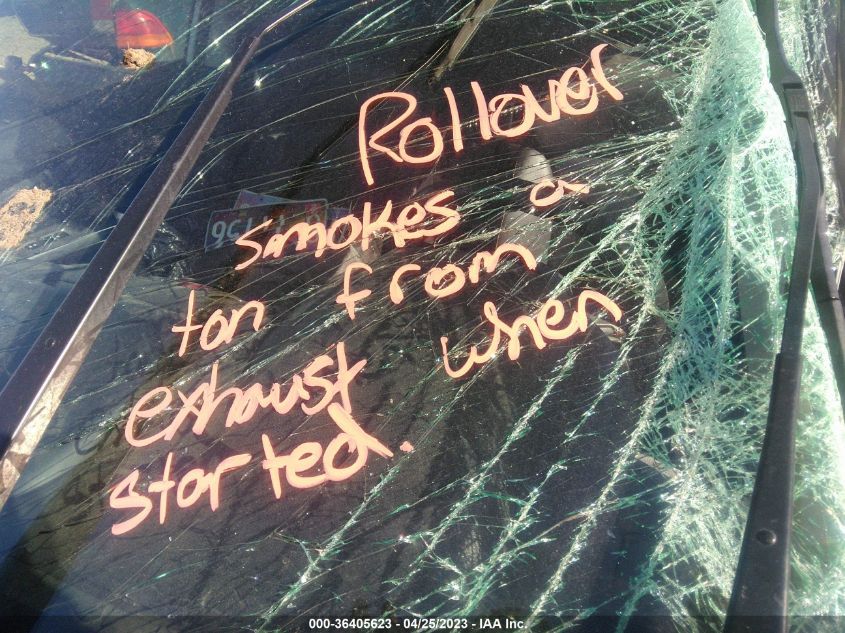 Rollover
smokes a
ton from
exhaust when
started.
000-36405623 - 04/25/2023 - IAA Inc.